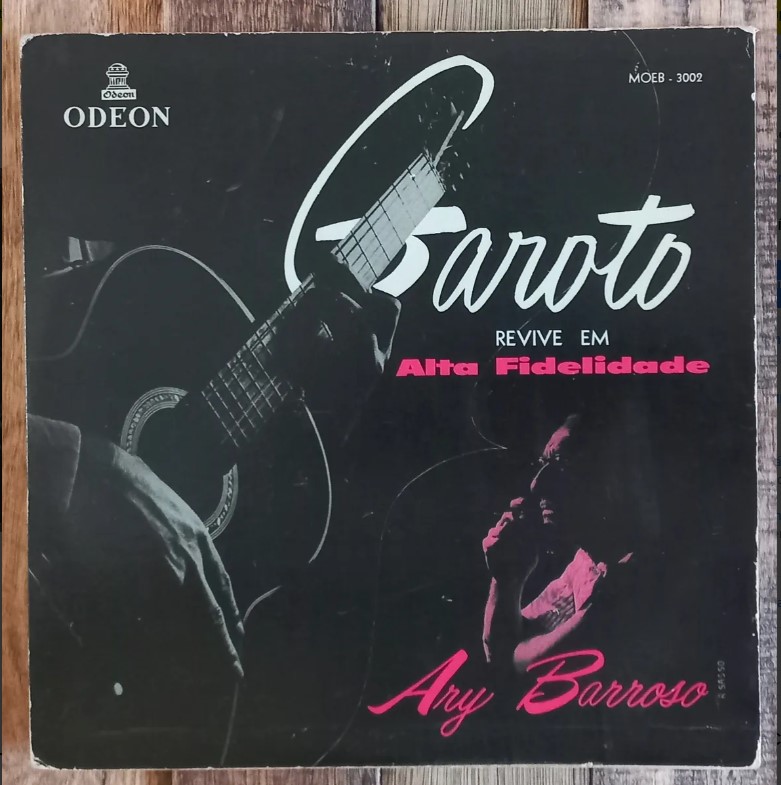 Odeon
ODEON
MOEB - 3002
Garoto
REVIVE EM
Alta Fidelidade
Ary Barroso